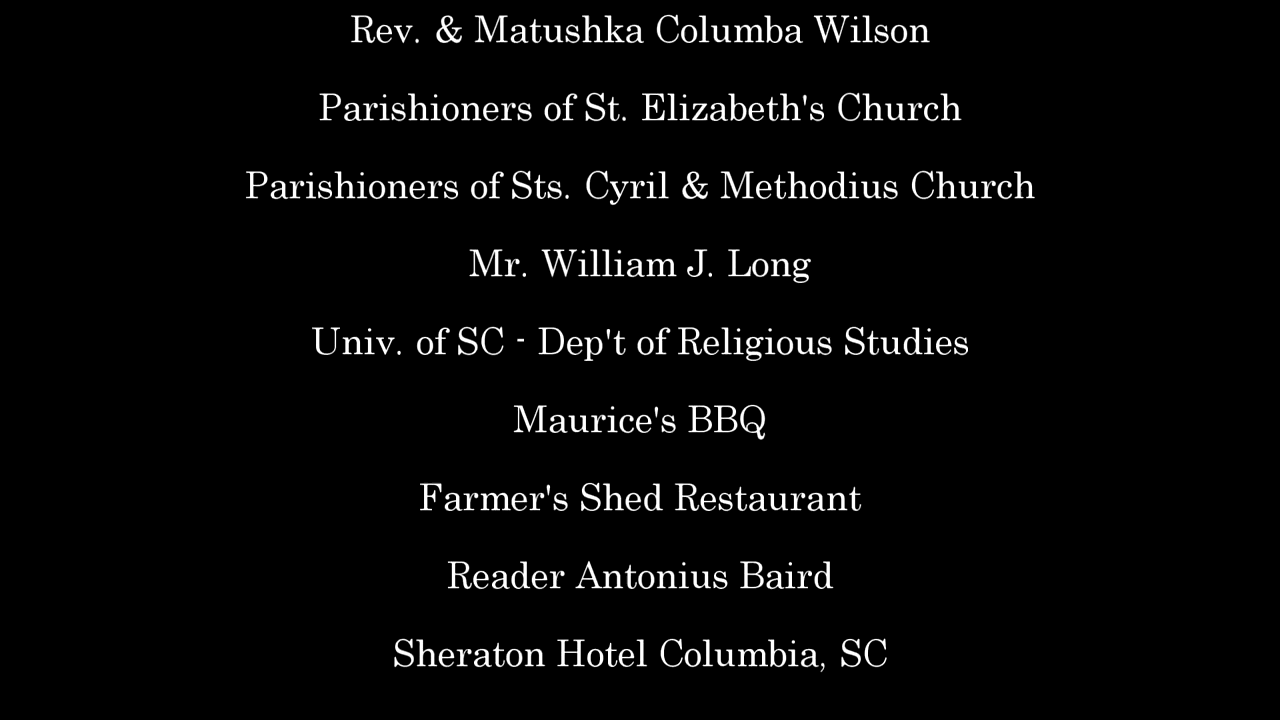 Rev. & Matushka Columba Wilson
Parishioners of St. Elizabeth's Church
Parishioners of Sts. Cyril & Methodius Church
Mr. William J. Long
Univ. of SC - Dep't of Religious Studies
Maurice's BBQ
Farmer's Shed Restaurant
Reader Antonius Baird
Sheraton Hotel Columbia, SC